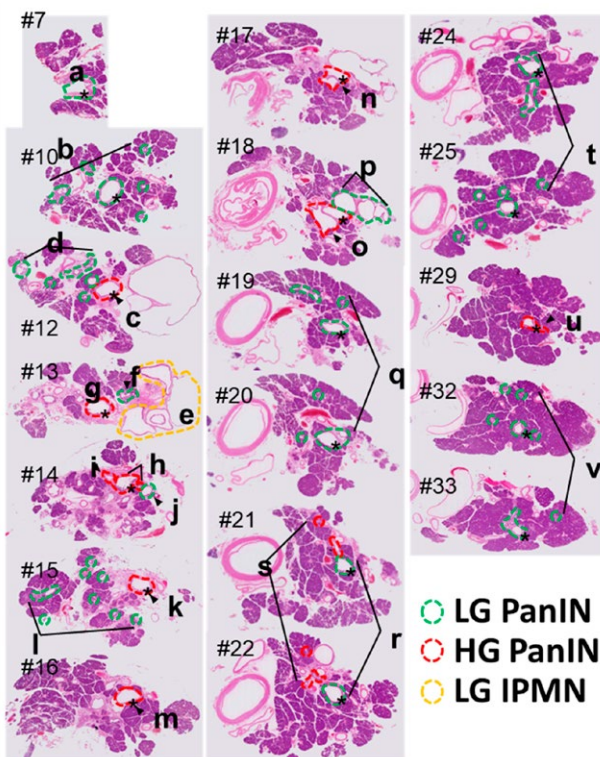 #7
a
#10
b
*
d
c
#12
#13
f
g
e
#14
i
h
j
#15
k
l
#16
m
#17
n
#18
p
o
#19
q
#20
#21
s
r
#22
#24
t
#25
#29
u
#32
v
#33
LG PanIN
HG PanIN
LG IPMN